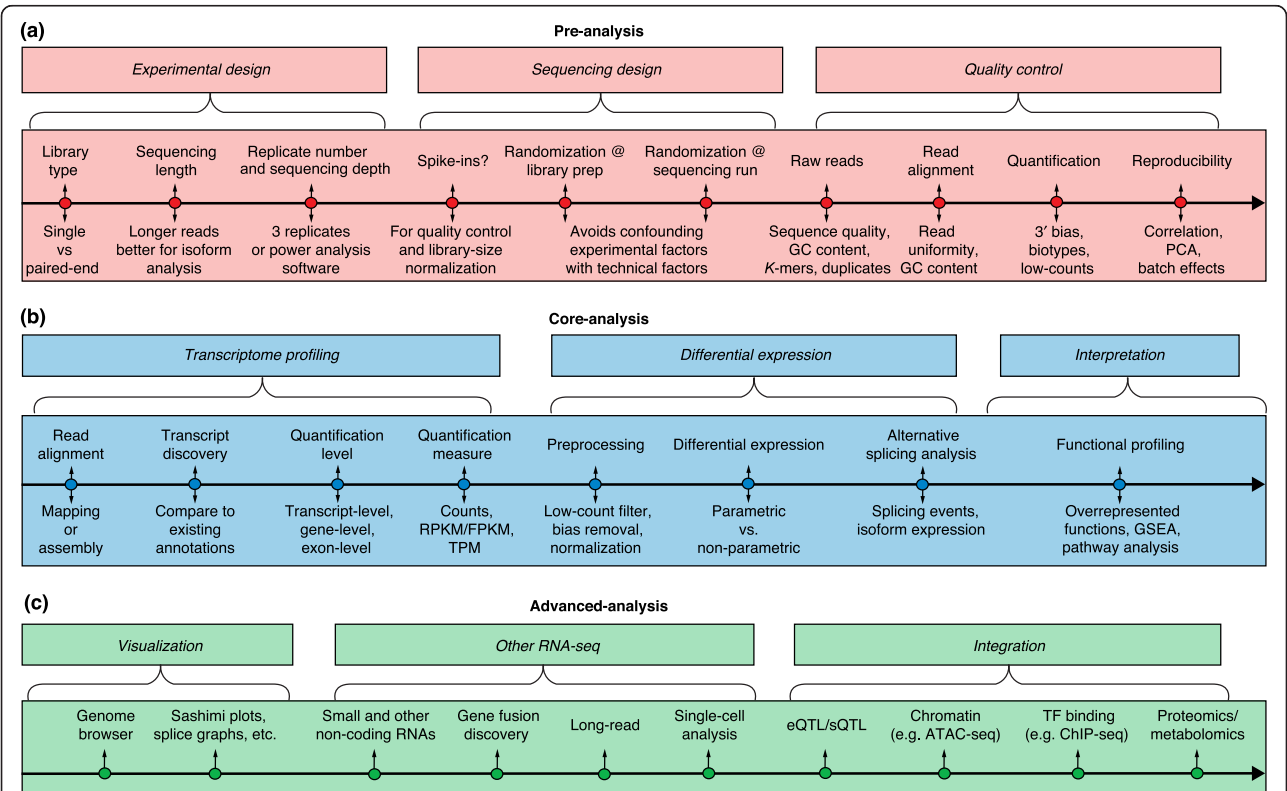 (a)
Pre-analysis
Experimental design
Sequencing design
Quality control
Library
type
Sequencing
length
Replicate number
and sequencing depth
Spike-ins?
Randomization @
library prep
Randomization @
sequencing run
Raw reads
Read
alignment
Quantification
Reproducibility
Single
vs
paired-end
Longer reads
better for isoform
analysis
3 replicates
or power analysis
software
For quality control
and library-size
normalization
Avoids confounding
experimental factors
with technical factors
Sequence quality,
GC content,
K-mers, duplicates
Read
uniformity,
GC content
3′ bias,
biotypes,
low-counts
Correlation,
PCA,
batch effects
(b)
Core-analysis
Transcriptome profiling
Differential expression
Interpretation
Read
alignment
Transcript
discovery
Quantification
level
Quantification
measure
Preprocessing
Differential expression
Alternative
splicing analysis
Functional profiling
Mapping
or
assembly
Compare to
existing
annotations
Transcript-level,
gene-level,
exon-level
Counts,
RPKM/FPKM,
TPM
Low-count filter,
bias removal,
normalization
Parametric
vs.
non-parametric
Splicing events,
isoform expression
Overrepresented
functions, GSEA,
pathway analysis
(c)
Advanced-analysis
Visualization
Other RNA-seq
Integration
Genome
browser
Sashimi plots,
splice graphs, etc.
Small and other
non-coding RNAs
Gene fusion
discovery
Long-read
Single-cell
analysis
eQTL/sQTL
Chromatin
(e.g. ATAC-seq)
TF binding
(e.g. ChIP-seq)
Proteomics/
metabolomics